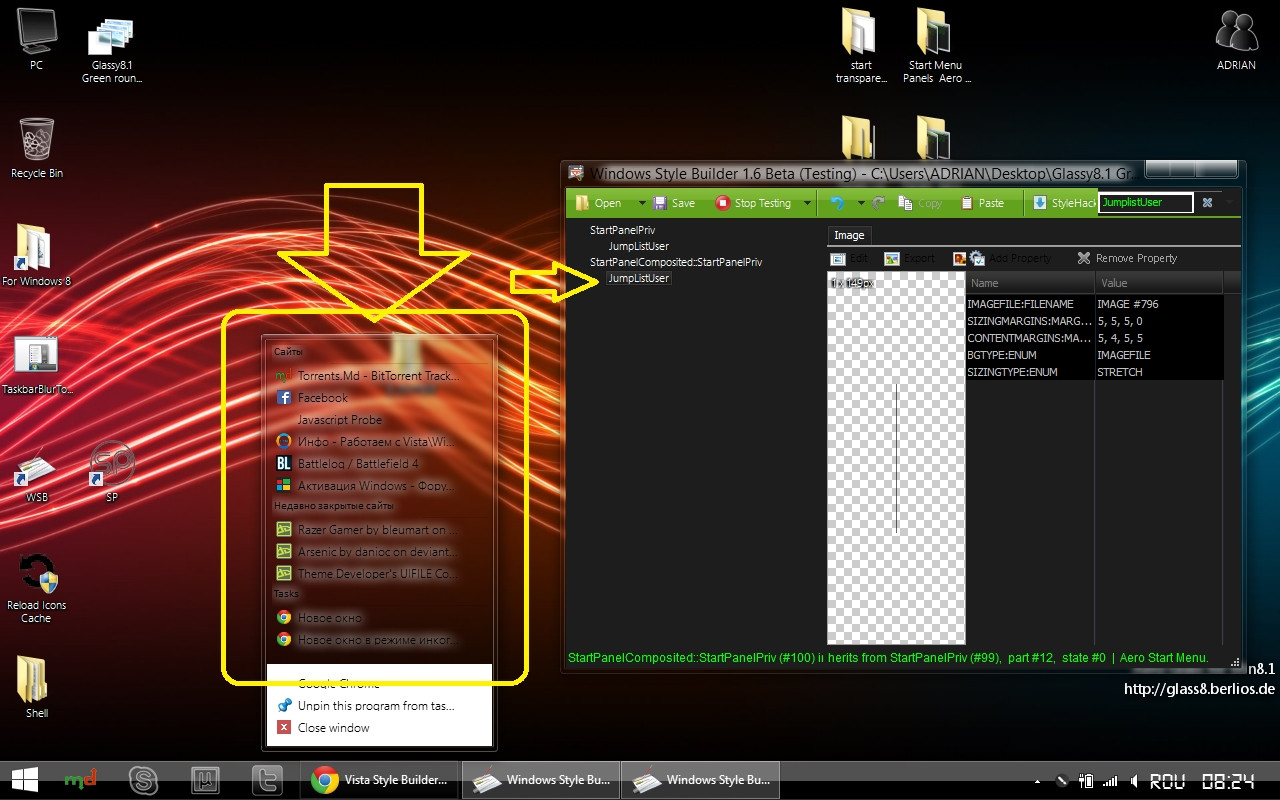 PC
Glassy8.1
Green roun...
start
transpare...
Start Menu
Panels Aero ...
ADRIAN
Recycle Bin
For Windows 8
TaskbarBlurTo...
WSB
SP
Reload Icons
Cache
Shell
Сайты
Torrents.Md - BitTorrent Track...
Facebook
Javascript Probe
Инфо - Работаем с Vista\Wi...
Battlelog / Battlefield 4
Активация Windows - Фору...
Недавно закрытые сайты
Razer Gamer by bleumart on ...
Arsenic by danioc on deviant...
Theme Developer's UIFILE Co...
Tasks
Новое окно
Новое окно в режиме инког...
Google Chrome
Unpin this program from tas...
Close window
Windows Style Builder 1.6 Beta (Testing) - C:\Users\ADRIAN\Desktop\Glassy8.1 Gr
Open Save Stop Testing Copy Paste StyleHack JumplistUser
StartPanelPriv
JumpListUser
StartPanelComposited::StartPanelPriv
JumpListUser
Image
Edit Export Add Property Remove Property
1 x 149px
Name Value
IMAGEFILE:FILENAME IMAGE #796
SIZINGMARGINS:MARG... 5, 5, 5, 0
CONTENTMARGINS:MA... 5, 4, 5, 5
BGTYPE:ENUM IMAGEFILE
SIZINGTYPE:ENUM STRETCH
StartPanelComposited::StartPanelPriv (#100) inherits from StartPanelPriv (#99), part #12, state #0 | Aero Start Menu.
n8.1
http://glass8.berlios.de
md
Vista Style Builder...
Windows Style Bu...
Windows Style Bu...
ROU 08:24